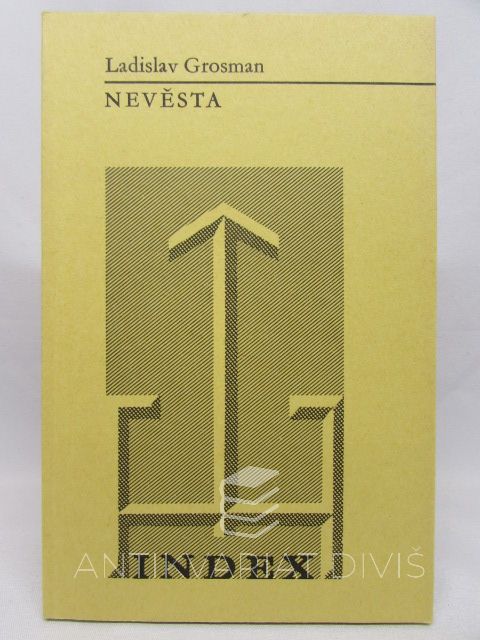 Ladislav Grosman
NEVĚSTA
INDEX
ANTIKVARIÁT DIVIŠ